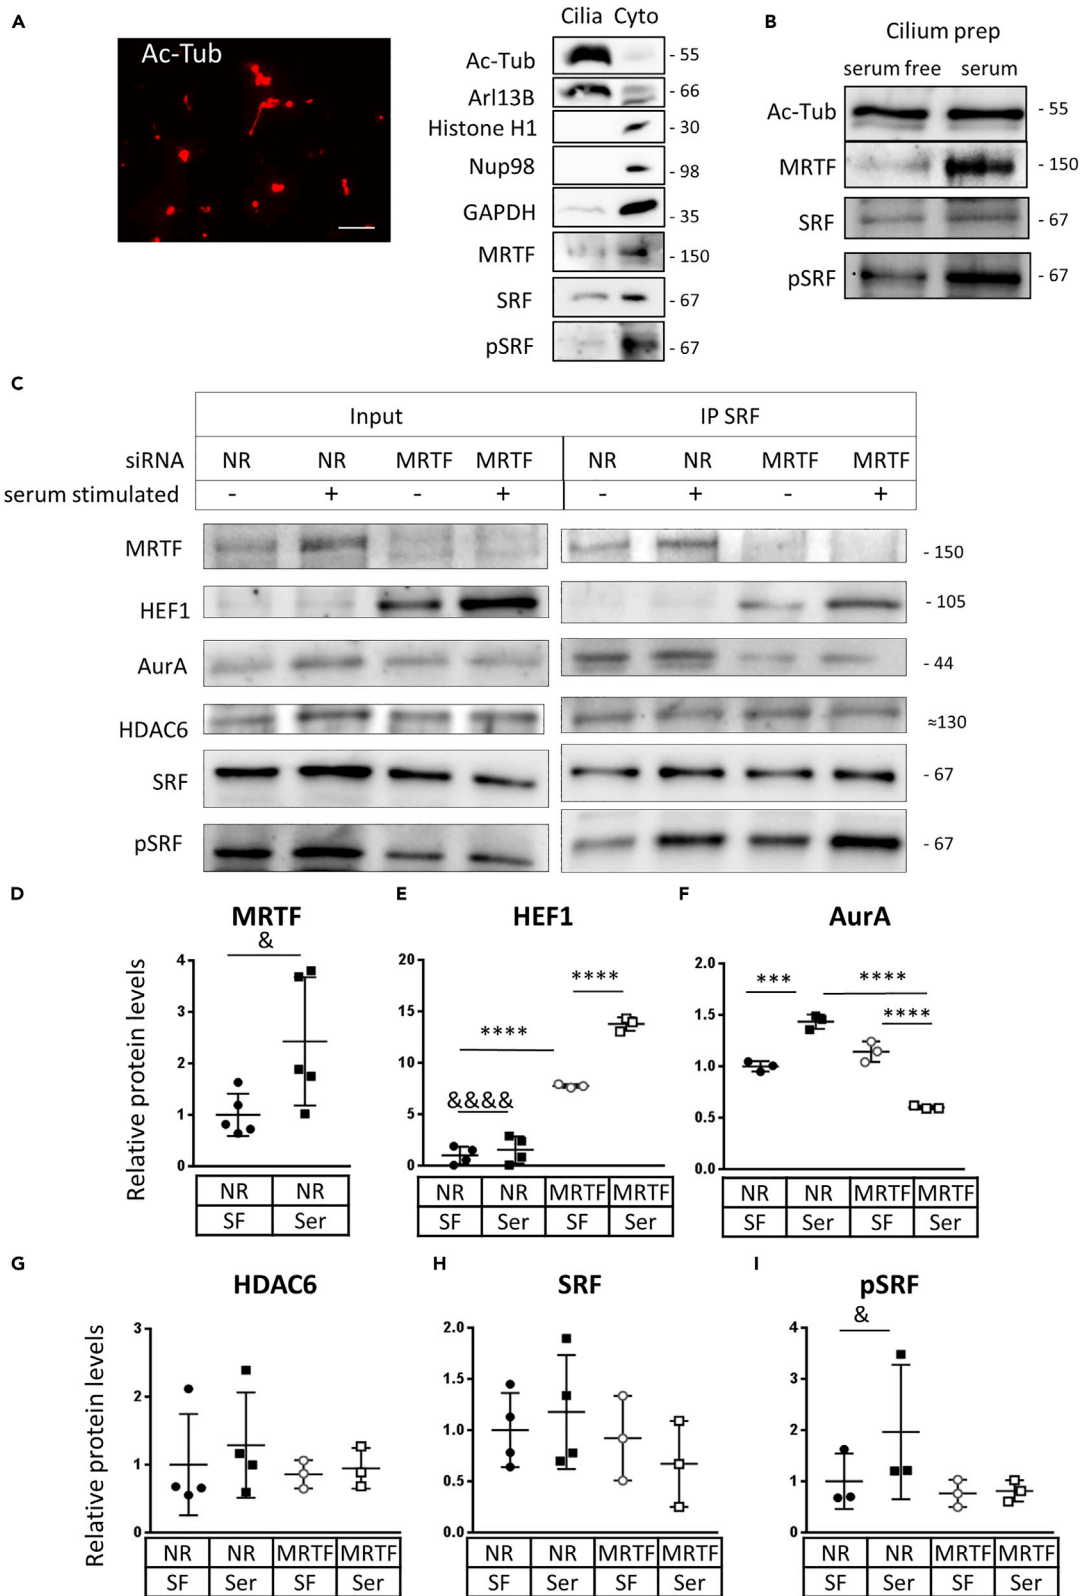 A
Ac-Tub
Cilia Cyto
Ac-Tub - 55
Arl13B - 66
Histone H1 - 30
Nup98 - 98
GAPDH - 35
MRTF - 150
SRF - 67
pSRF - 67
B
Cilium prep
serum free serum
Ac-Tub - 55
MRTF - 150
SRF - 67
pSRF - 67
C
Input IP SRF
siRNA NR NR MRTF MRTF NR NR MRTF MRTF
serum stimulated - + - + - + - +
MRTF - 150
HEF1 - 105
AurA - 44
HDAC6 ≈130
SRF - 67
pSRF - 67
D
MRTF
&
Relative protein levels
4
3
2
1
0
NR NR
SF Ser
E
HEF1
****
****
&&&&
20
15
10
5
0
NR NR MRTF MRTF
SF Ser SF Ser
F
AurA
*** ****
****
2.0
1.5
1.0
0.5
0.0
NR NR MRTF MRTF
SF Ser SF Ser
G
HDAC6
Relative protein levels
3
2
1
0
NR NR MRTF MRTF
SF Ser SF Ser
H
SRF
2.0
1.5
1.0
0.5
0.0
NR NR MRTF MRTF
SF Ser SF Ser
I
pSRF
&
4
3
2
1
0
NR NR MRTF MRTF
SF Ser SF Ser